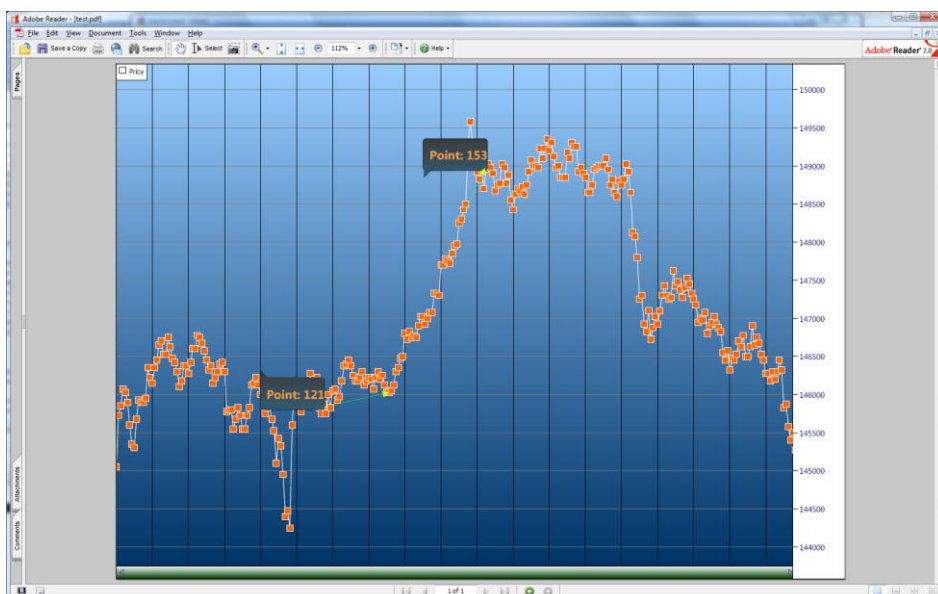 Adobe Reader - [test.pdf]
File Edit View Document Tools Window Help
Save a Copy Search Select 112% Help
Adobe Reader 7.0
Pages
Attachments
Comments
Price
150000
149500
149000
148500
148000
147500
147000
146500
146000
145500
145000
144500
144000
Point: 153
Point: 121
1 of 1